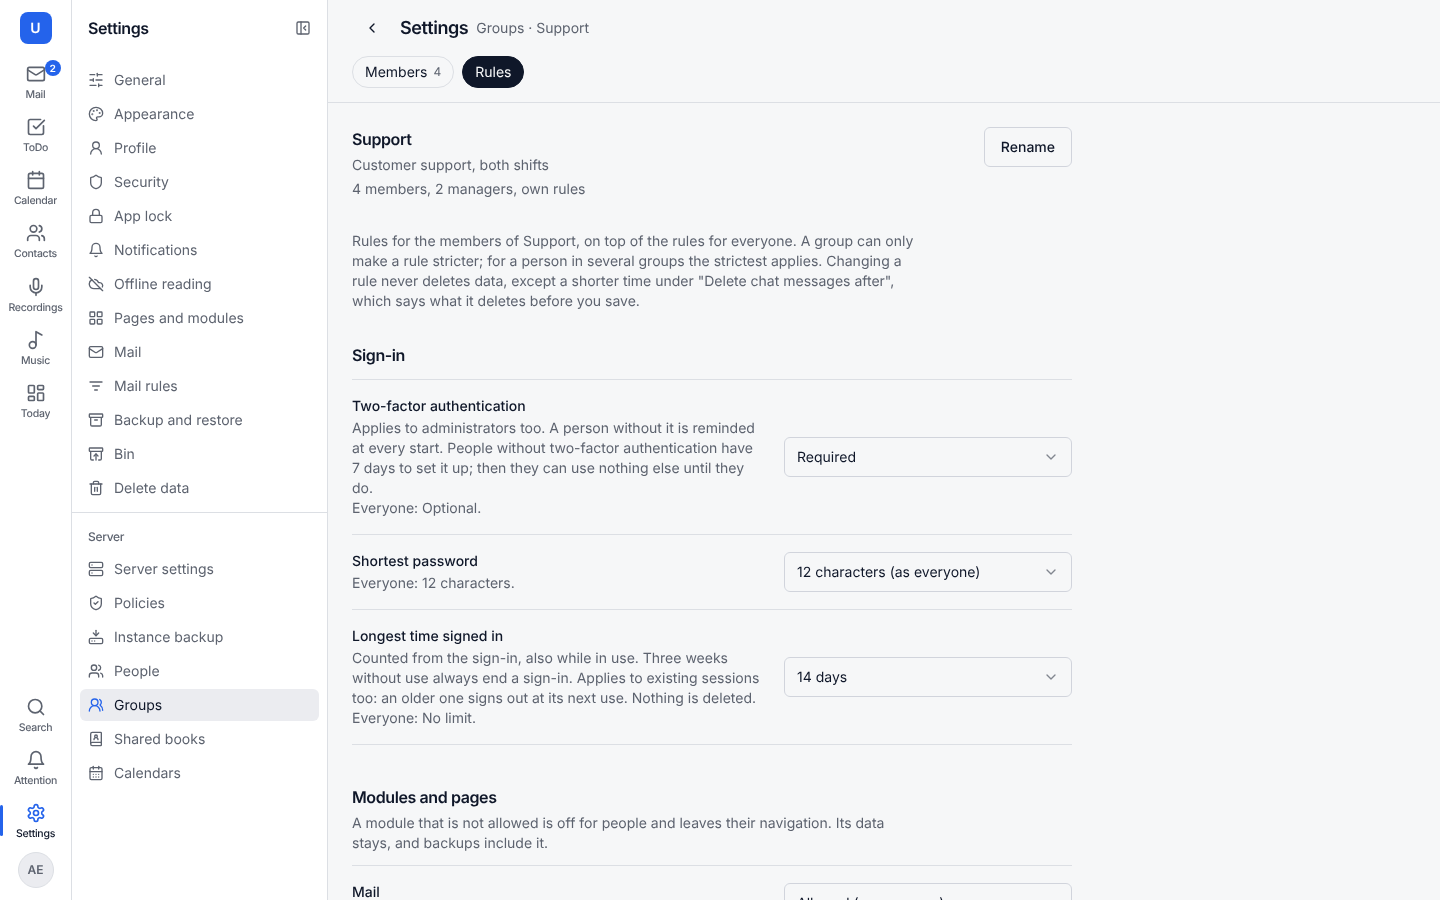 U
Mail
2
ToDo
Calendar
Contacts
Recordings
Music
Today
Search
Attention
Settings
AE
Settings
General
Appearance
Profile
Security
App lock
Notifications
Offline reading
Pages and modules
Mail
Mail rules
Backup and restore
Bin
Delete data
Server
Server settings
Policies
Instance backup
People
Groups
Shared books
Calendars
Settings Groups · Support
Members 4
Rules
Support
Customer support, both shifts
4 members, 2 managers, own rules
Rename
Rules for the members of Support, on top of the rules for everyone. A group can only
make a rule stricter; for a person in several groups the strictest applies. Changing a
rule never deletes data, except a shorter time under "Delete chat messages after",
which says what it deletes before you save.
Sign-in
Two-factor authentication
Applies to administrators too. A person without it is reminded
at every start. People without two-factor authentication have
7 days to set it up; then they can use nothing else until they
do.
Everyone: Optional.
Required
Shortest password
Everyone: 12 characters.
12 characters (as everyone)
Longest time signed in
Counted from the sign-in, also while in use. Three weeks
without use always end a sign-in. Applies to existing sessions
too: an older one signs out at its next use. Nothing is deleted.
Everyone: No limit.
14 days
Modules and pages
A module that is not allowed is off for people and leaves their navigation. Its data
stays, and backups include it.
Mail